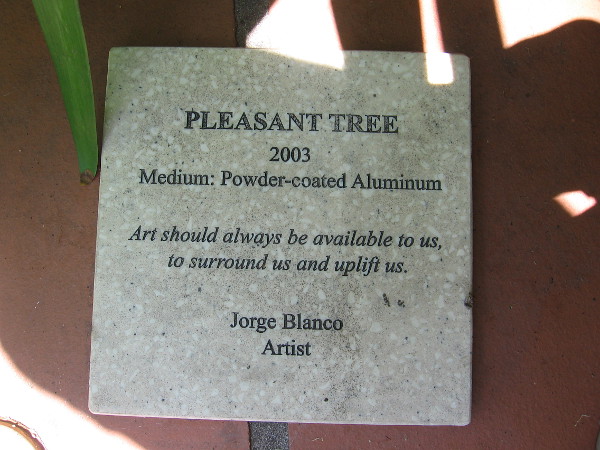 PLEASANT TREE
2003
Medium: Powder-coated Aluminum
Art should always be available to us,
to surround us and uplift us.
Jorge Blanco
Artist